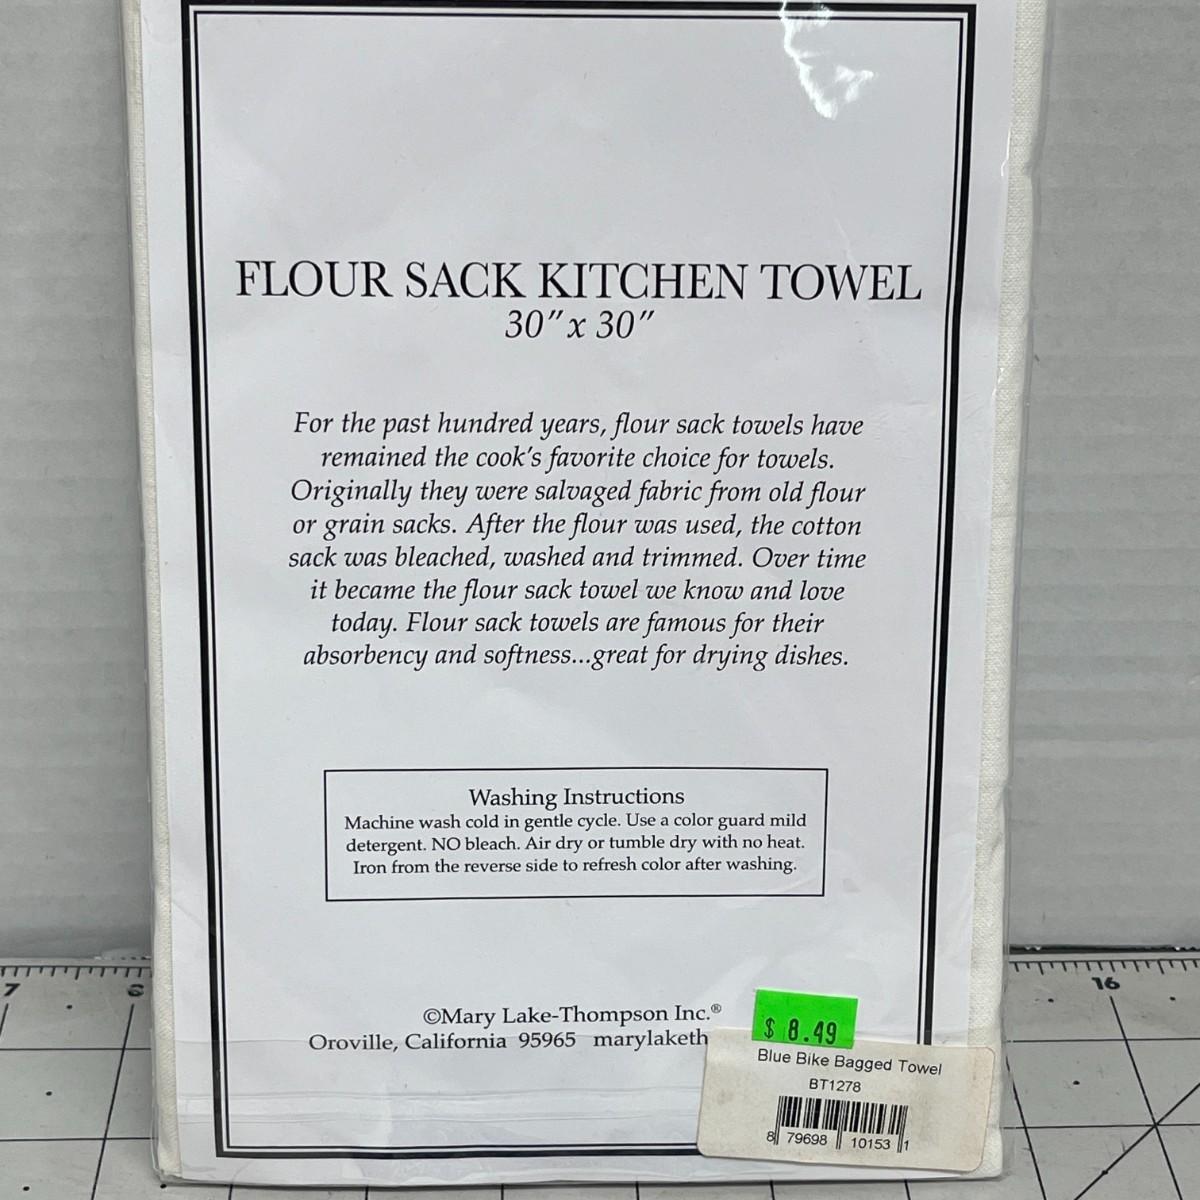 FLOUR SACK KITCHEN TOWEL
30" x 30"
For the past hundred years, flour sack towels have
remained the cook's favorite choice for towels.
Originally they were salvaged fabric from old flour
or grain sacks. After the flour was used, the cotton
sack was bleached, washed and trimmed. Over time
it became the flour sack towel we know and love
today. Flour sack towels are famous for their
absorbency and softness...great for drying dishes.
Washing Instructions
Machine wash cold in gentle cycle. Use a color guard mild
detergent. NO bleach. Air dry or tumble dry with no heat.
Iron from the reverse side to refresh color after washing.
©Mary Lake-Thompson Inc.®
Oroville, California 95965 marylaketh
$ 8.49
Blue Bike Bagged Towel
BT1278
8 79698 10153 1
7
16